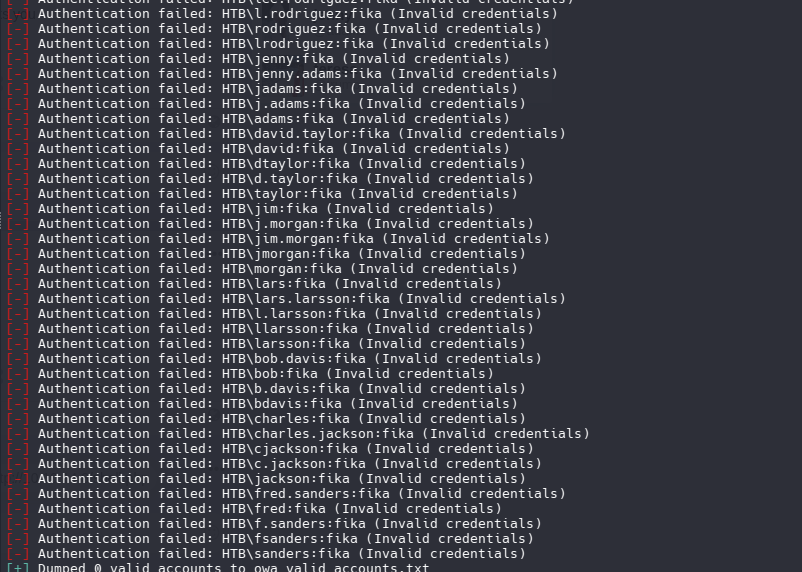 [-] Authentication failed: HTB\lee.rodriguez:fika (Invalid credentials)
[-] Authentication failed: HTB\l.rodriguez:fika (Invalid credentials)
[-] Authentication failed: HTB\rodriguez:fika (Invalid credentials)
[-] Authentication failed: HTB\lrodriguez:fika (Invalid credentials)
[-] Authentication failed: HTB\jenny:fika (Invalid credentials)
[-] Authentication failed: HTB\jenny.adams:fika (Invalid credentials)
[-] Authentication failed: HTB\jadams:fika (Invalid credentials)
[-] Authentication failed: HTB\j.adams:fika (Invalid credentials)
[-] Authentication failed: HTB\adams:fika (Invalid credentials)
[-] Authentication failed: HTB\david.taylor:fika (Invalid credentials)
[-] Authentication failed: HTB\david:fika (Invalid credentials)
[-] Authentication failed: HTB\dtaylor:fika (Invalid credentials)
[-] Authentication failed: HTB\d.taylor:fika (Invalid credentials)
[-] Authentication failed: HTB\taylor:fika (Invalid credentials)
[-] Authentication failed: HTB\jim:fika (Invalid credentials)
[-] Authentication failed: HTB\j.morgan:fika (Invalid credentials)
[-] Authentication failed: HTB\jim.morgan:fika (Invalid credentials)
[-] Authentication failed: HTB\jmorgan:fika (Invalid credentials)
[-] Authentication failed: HTB\morgan:fika (Invalid credentials)
[-] Authentication failed: HTB\lars:fika (Invalid credentials)
[-] Authentication failed: HTB\lars.larsson:fika (Invalid credentials)
[-] Authentication failed: HTB\l.larsson:fika (Invalid credentials)
[-] Authentication failed: HTB\llarsson:fika (Invalid credentials)
[-] Authentication failed: HTB\larsson:fika (Invalid credentials)
[-] Authentication failed: HTB\bob.davis:fika (Invalid credentials)
[-] Authentication failed: HTB\bob:fika (Invalid credentials)
[-] Authentication failed: HTB\b.davis:fika (Invalid credentials)
[-] Authentication failed: HTB\bdavis:fika (Invalid credentials)
[-] Authentication failed: HTB\charles:fika (Invalid credentials)
[-] Authentication failed: HTB\charles.jackson:fika (Invalid credentials)
[-] Authentication failed: HTB\cjackson:fika (Invalid credentials)
[-] Authentication failed: HTB\c.jackson:fika (Invalid credentials)
[-] Authentication failed: HTB\jackson:fika (Invalid credentials)
[-] Authentication failed: HTB\fred.sanders:fika (Invalid credentials)
[-] Authentication failed: HTB\fred:fika (Invalid credentials)
[-] Authentication failed: HTB\f.sanders:fika (Invalid credentials)
[-] Authentication failed: HTB\fsanders:fika (Invalid credentials)
[-] Authentication failed: HTB\sanders:fika (Invalid credentials)
[+] Dumped 0 valid accounts to owa_valid_accounts.txt